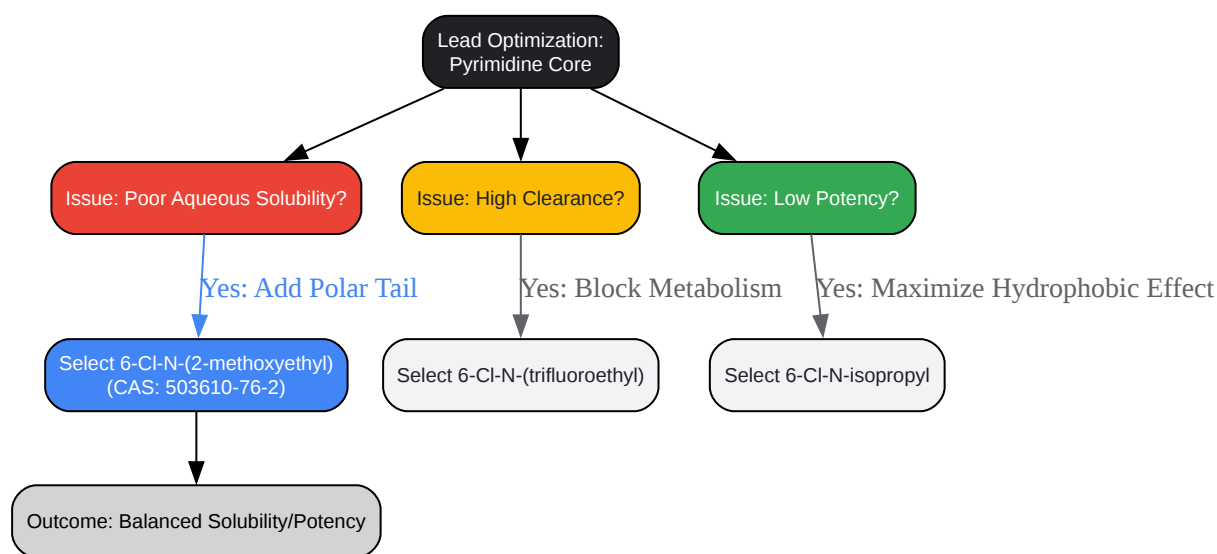 Lead Optimization:
Pyrimidine Core
Issue: Poor Aqueous Solubility?
Issue: High Clearance?
Issue: Low Potency?
Yes: Add Polar Tail
Yes: Block Metabolism
Yes: Maximize Hydrophobic Effect
Select 6-Cl-N-(2-methoxyethyl)
(CAS: 503610-76-2)
Select 6-Cl-N-(trifluoroethyl)
Select 6-Cl-N-isopropyl
Outcome: Balanced Solubility/Potency